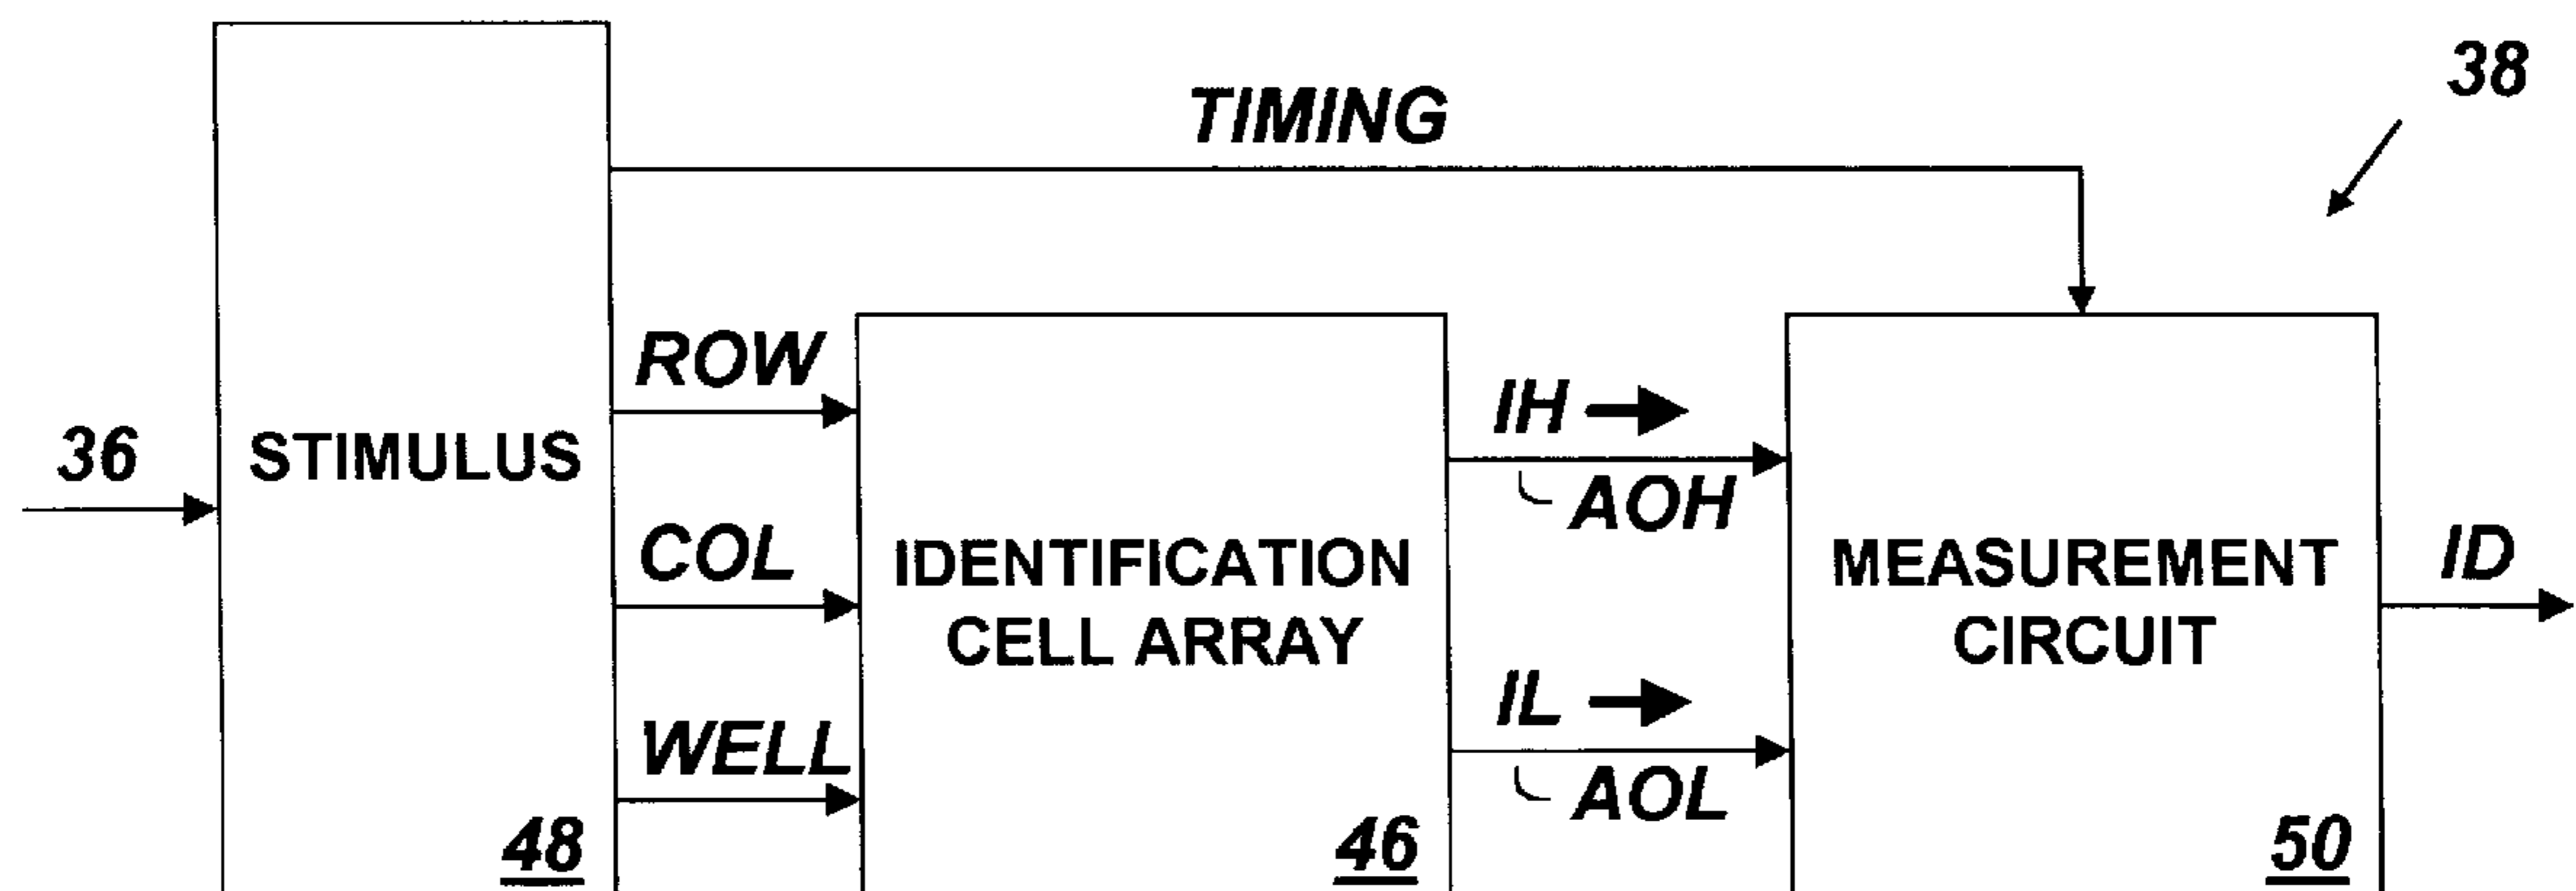 38
TIMING
ROW
IH
36
STIMULUS
AOH
COL
IDENTIFICATION
CELL ARRAY
MEASUREMENT
CIRCUIT
ID
IL
WELL
AOL
48
46
50